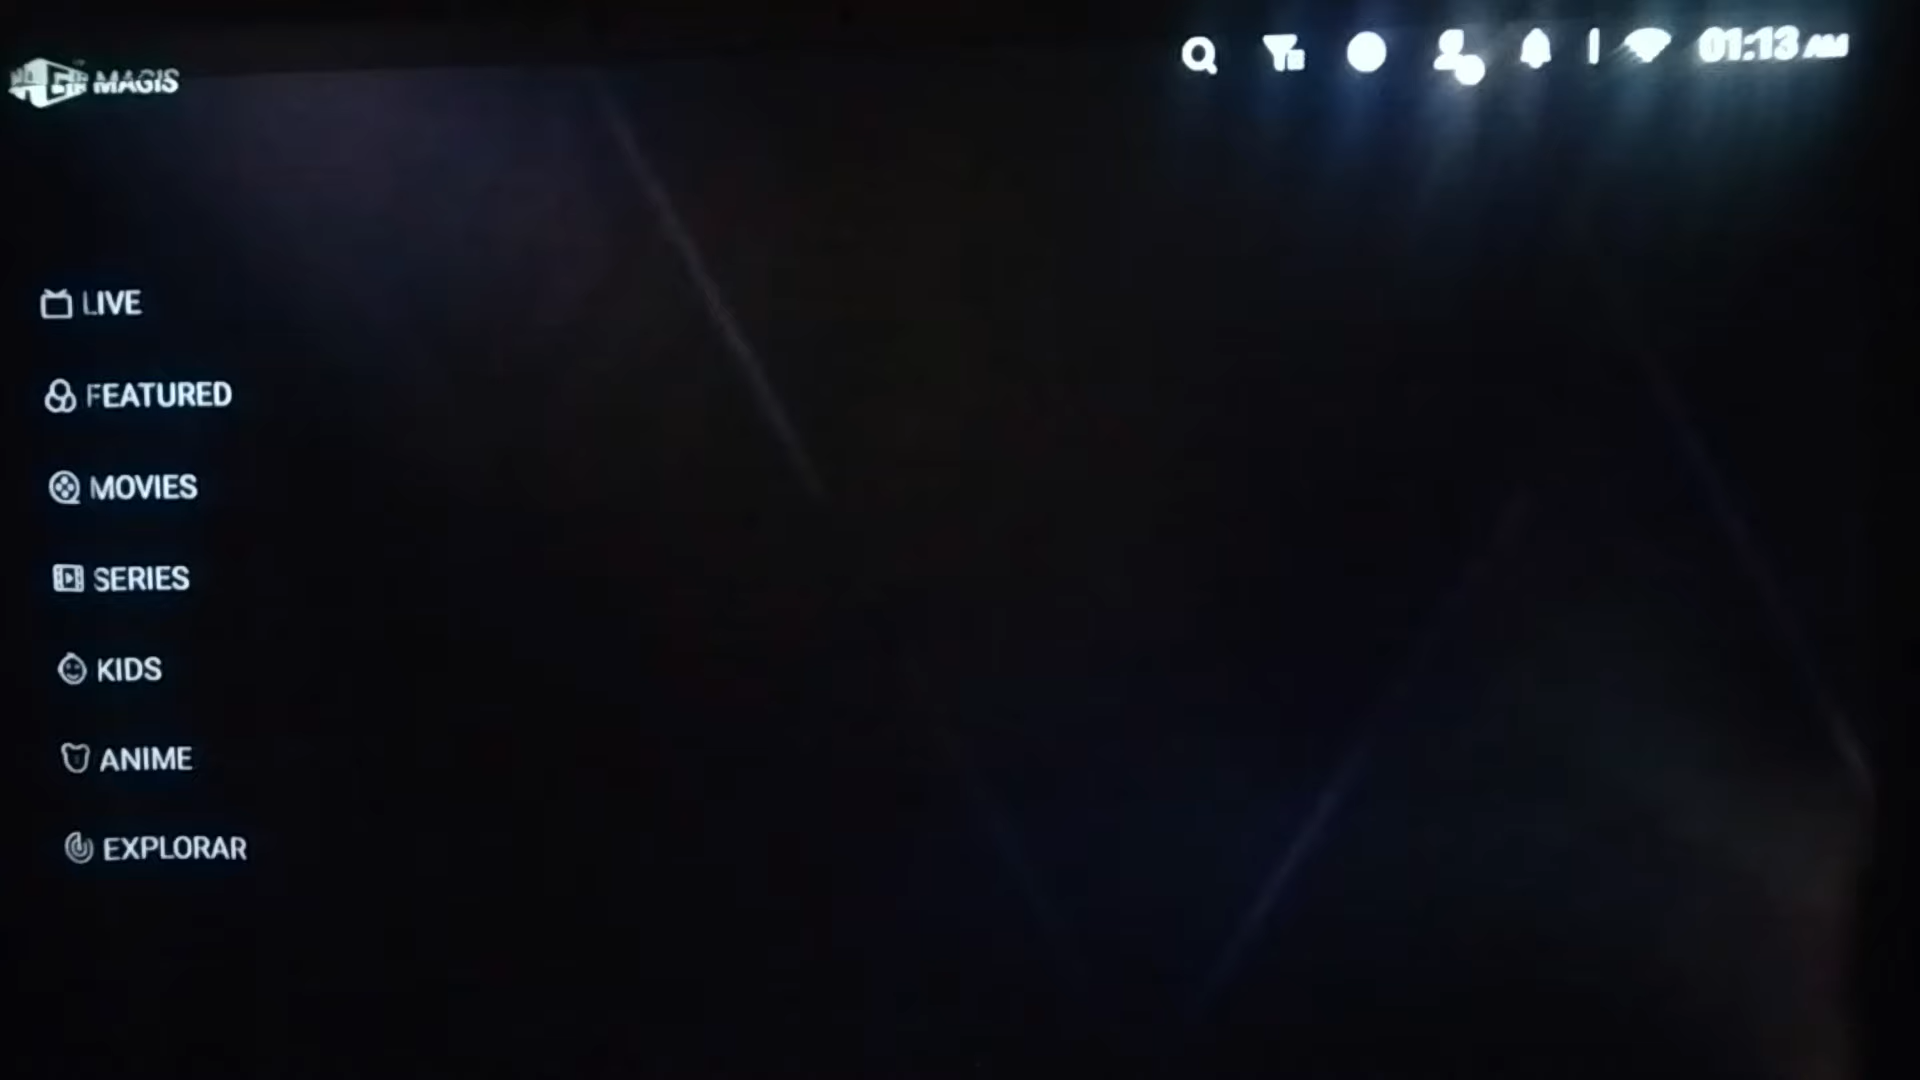 MAGIS
01:13 AM
LIVE
FEATURED
MOVIES
SERIES
KIDS
ANIME
EXPLORAR